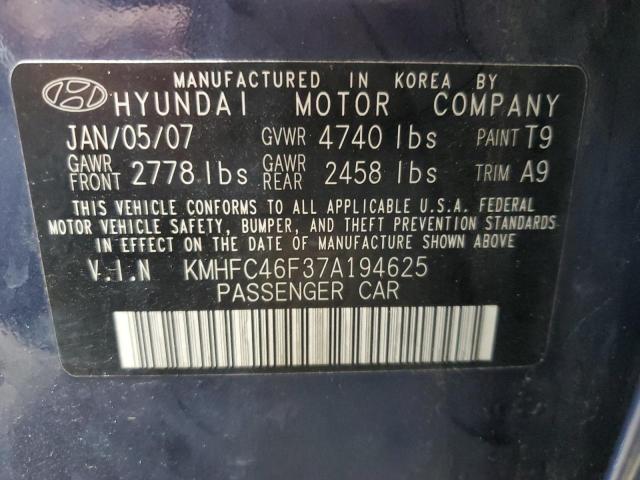 MANUFACTURED IN KOREA BY
HYUNDAI MOTOR COMPANY
JAN/05/07 GVWR 4740 lbs PAINT T9
GAWR FRONT 2778.lbs GAWR REAR 2458 lbs TRIM A9
THIS VEHICLE CONFORMS TO ALL APPLICABLE U.S.A. FEDERAL
MOTOR VEHICLE SAFETY, BUMPER, AND THEFT PREVENTION STANDARDS
IN EFFECT ON THE DATE OF MANUFACTURE SHOWN ABOVE.
V.I.N KMHFC46F37A194625
PASSENGER CAR